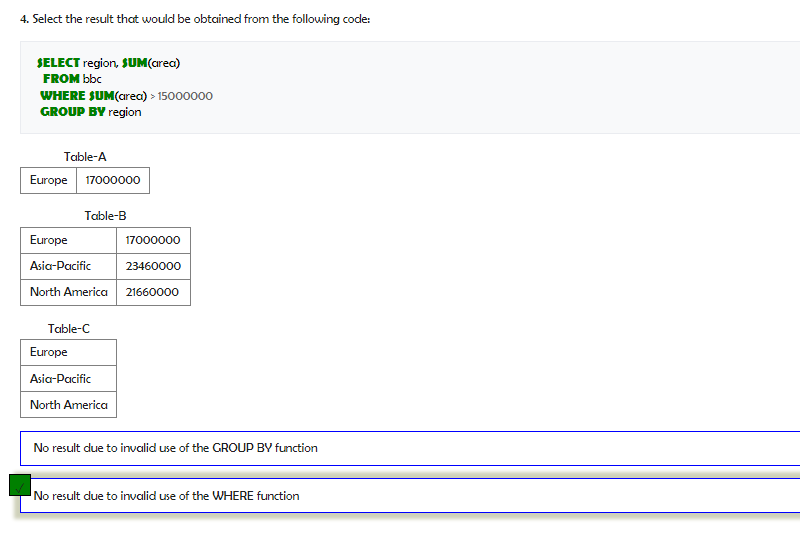 4. Select the result that would be obtained from the following code:
SELECT region, SUM(area)
FROM bbc
WHERE SUM(area) > 15000000
GROUP BY region
Table-A
Europe 17000000
Table-B
Europe 17000000
Asia-Pacific 23460000
North America 21660000
Table-C
Europe
Asia-Pacific
North America
No result due to invalid use of the GROUP BY function
No result due to invalid use of the WHERE function